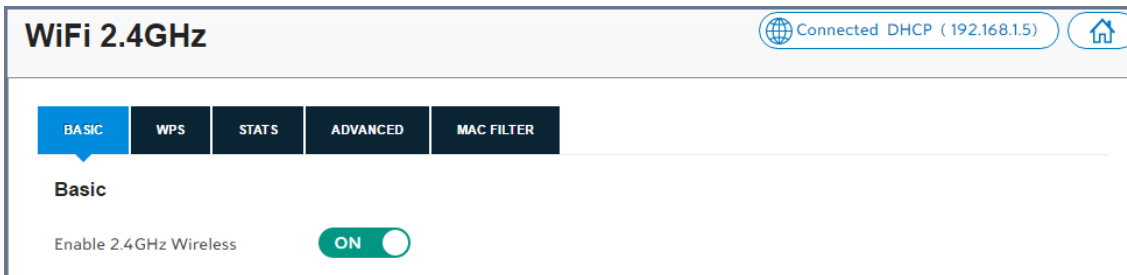 WiFi 2.4GHz
Connected DHCP ( 192.168.1.5)
BASIC WPS STATS ADVANCED MAC FILTER
Basic
Enable 2.4GHz Wireless ON